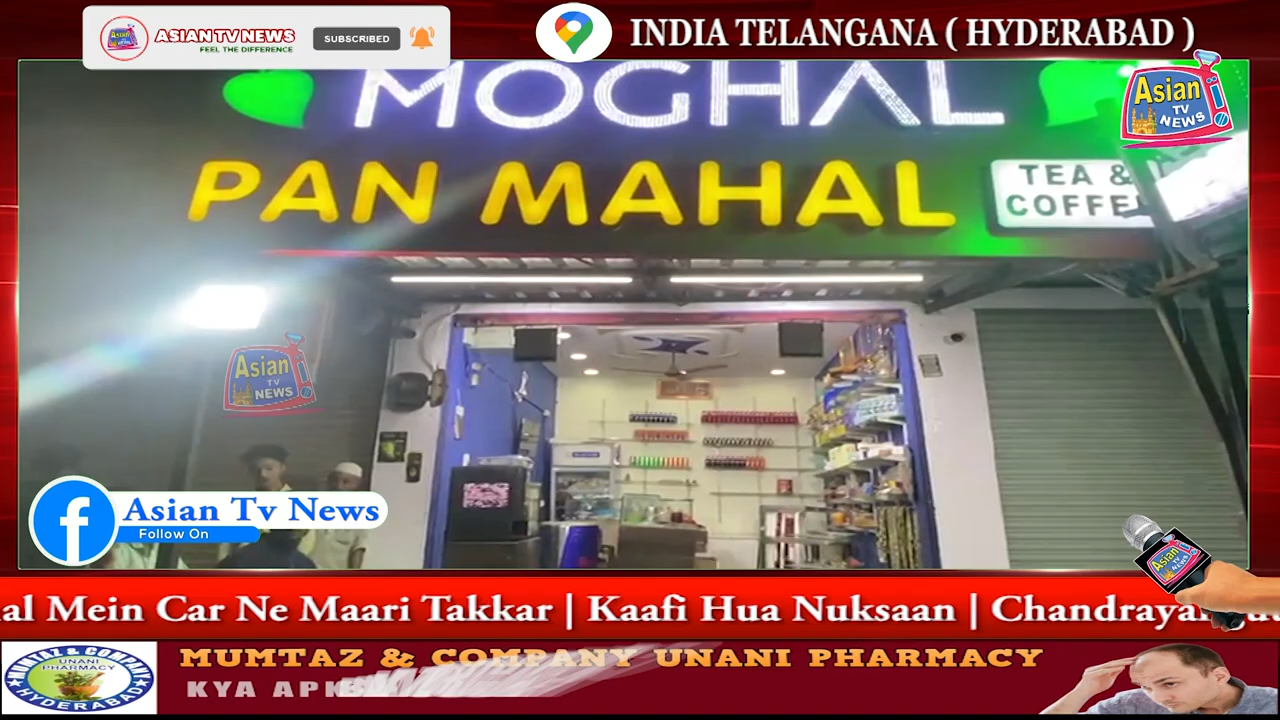 ASIAN TV NEWS
FEEL THE DIFFERENCE
SUBSCRIBED
INDIA TELANGANA ( HYDERABAD )
MOGHAL
PAN MAHAL
TEA &
COFFE
Asian
TV
NEWS
Asian
TV
NEWS
Asian Tv News
Follow On
Asian
al Mein Car Ne Maari Takkar | Kaafi Hua Nuksaan | Chandrayan
MUMTAZ & COMPANY
UNANI
PHARMACY
HYDERABAD
MUMTAZ & COMPANY UNANI PHARMACY
KYA APK